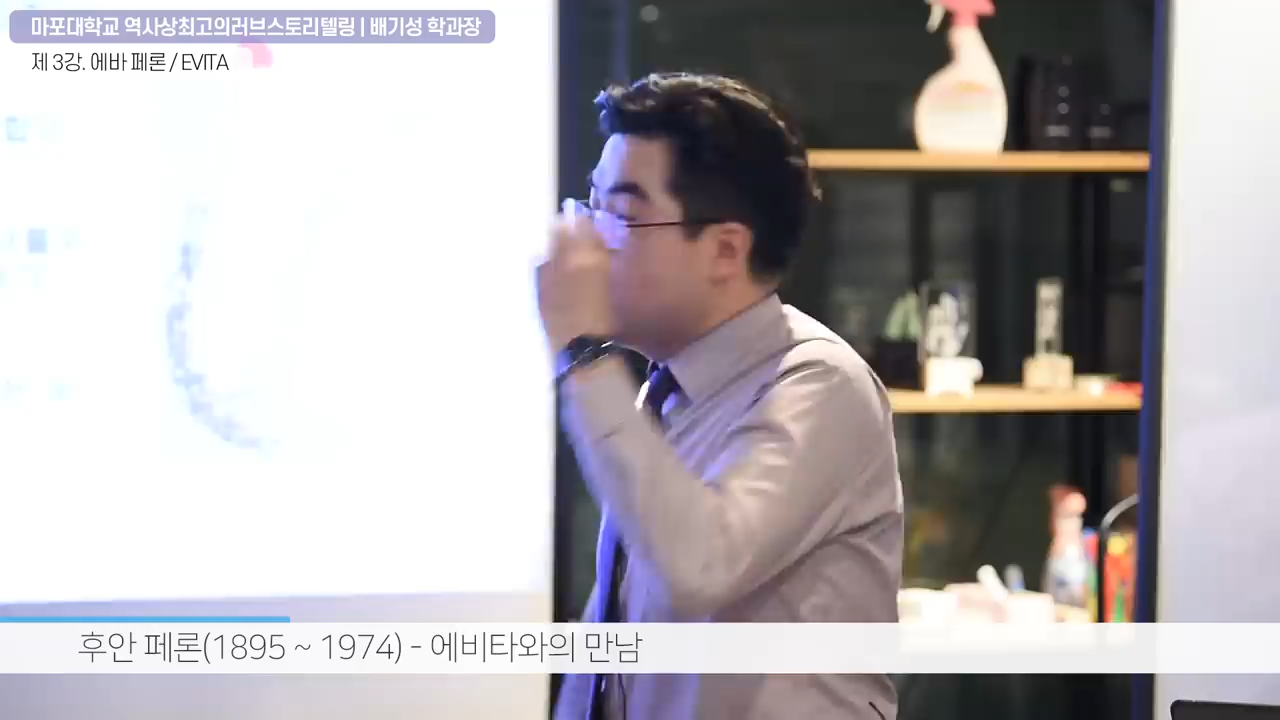 마포대학교 역사상최고의러브스토리텔링 | 배기성 학과장
제 3강. 에바 페론 / EVITA
후안 페론(1895 ~ 1974) - 에비타와의 만남